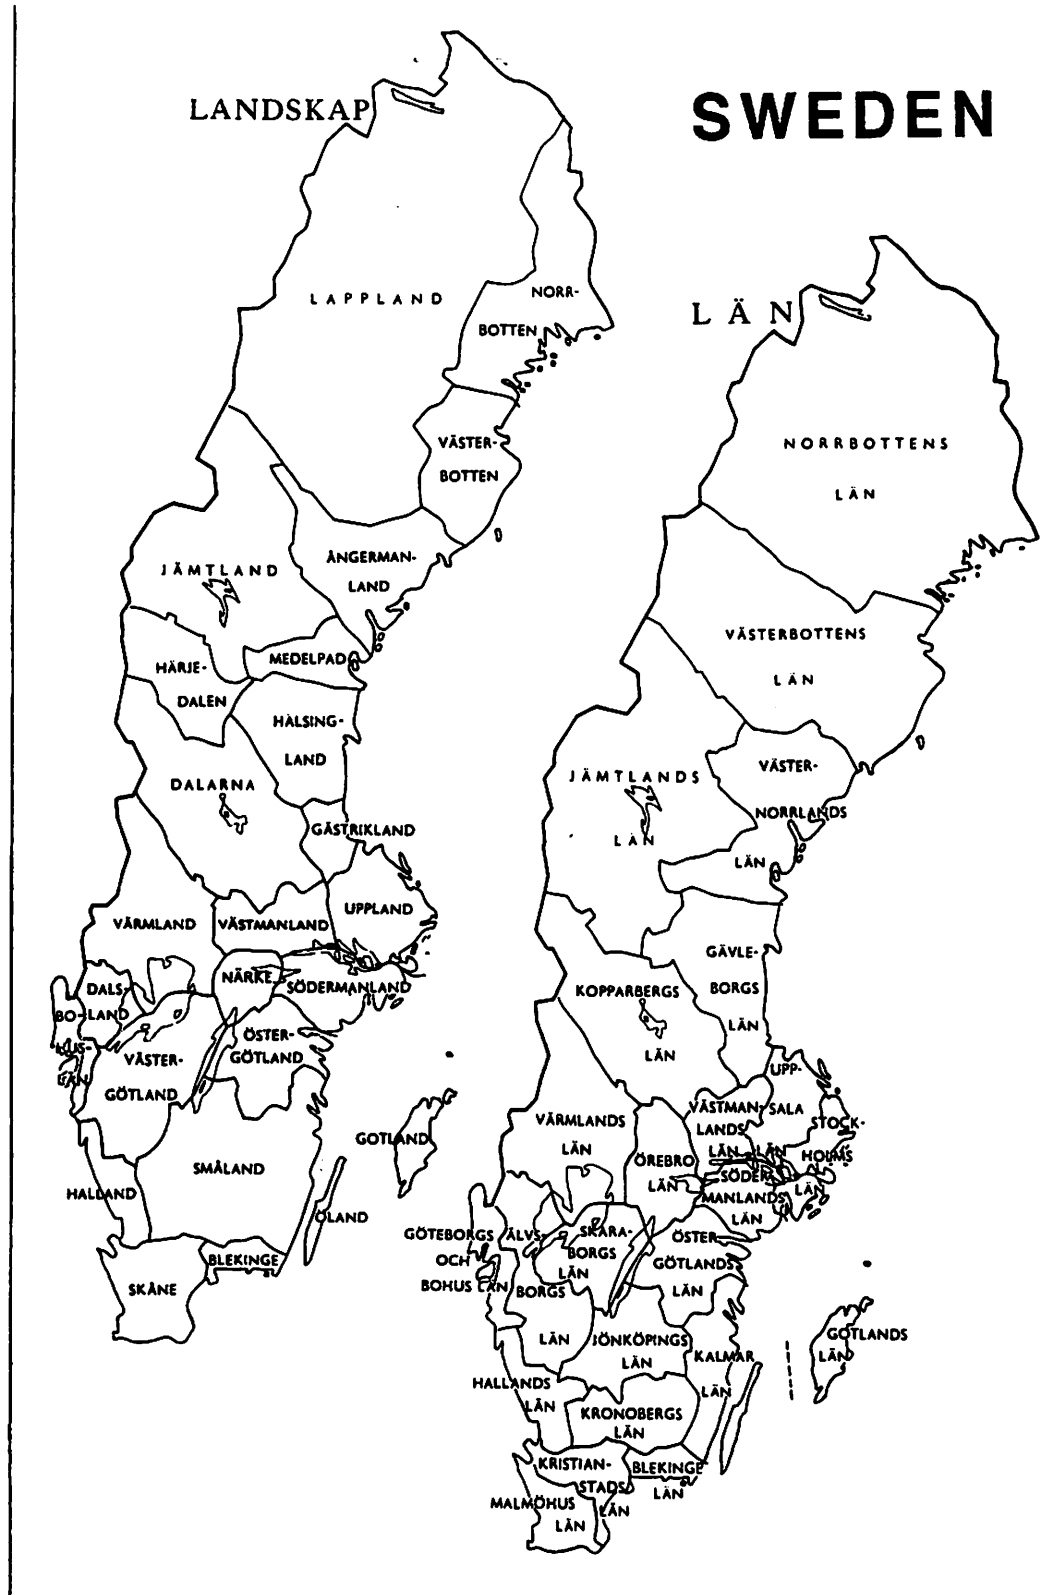 SWEDEN
LANDSKAP
LAPPLAND
NORR-
BOTTEN
VÄSTER-
BOTTEN
ÅNGERMAN-
LAND
JÄMTLAND
MEDELPAD
HÄRJE-
DALEN
HÄLSING-
LAND
DALARNA
GÄSTRIKLAND
UPPLAND
VÄRMLAND
VÄSTMANLAND
NÄRKE
SÖDERMANLAND
DALS-
LAND
BO-
HUS-
LÄN
ÖSTER-
GÖTLAND
VÄSTER-
GÖTLAND
GOTLAND
SMÅLAND
HALLAND
ÖLAND
BLEKINGE
SKÅNE
LÄN
NORRBOTTENS
LÄN
VÄSTERBOTTENS
LÄN
VÄSTER-
NORRLANDS
LÄN
JÄMTLANDS
LÄN
GÄVLE-
BORGS
LÄN
KOPPARBERGS
LÄN
UPP-
SALA
LÄN
VÄSTMAN-
LANDS
LÄN
STOCK-
HOLMS
LÄN
VÄRMLANDS
LÄN
ÖREBRO
LÄN
SÖDER
MANLANDS
LÄN
GÖTEBORGS
OCH
BOHUS LÄN
ÄLVS-
BORGS
LÄN
SKARA-
BORGS
LÄN
ÖSTER
GÖTLANDS
LÄN
GOTLANDS
LÄN
JÖNKÖPINGS
LÄN
KALMAR
LÄN
HALLANDS
LÄN
KRONOBERGS
LÄN
KRISTIAN-
STADS
LÄN
BLEKINGE
LÄN
MALMÖHUS
LÄN